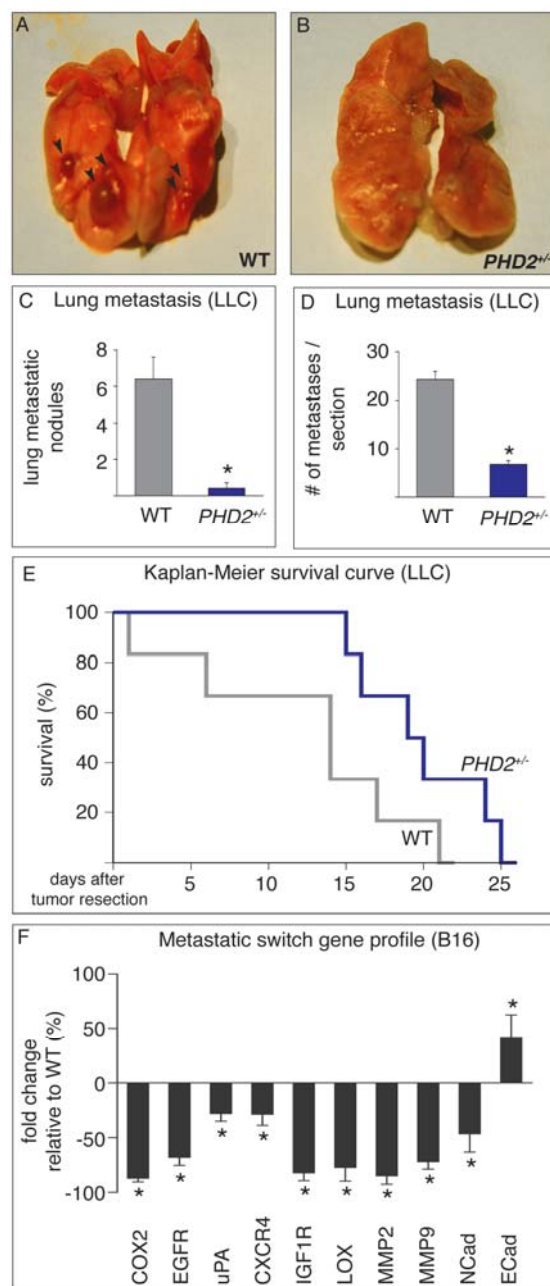 A
WT
B
PHD2+/-
C Lung metastasis (LLC)
lung metastatic
nodules
8
6
4
2
*
WT PHD2+/-
D Lung metastasis (LLC)
# of metastases /
section
30
20
10
*
WT PHD2+/-
E Kaplan-Meier survival curve (LLC)
survival (%)
100
80
60
40
20
PHD2+/-
WT
days after
tumor resection
5 10 15 20 25
F Metastatic switch gene profile (B16)
fold change
relative to WT (%)
100
50
0
-50
-100
* * * * * * * * * *
COX2
EGFR
uPA
CXCR4
IGF1R
LOX
MMP2
MMP9
NCad
ECad